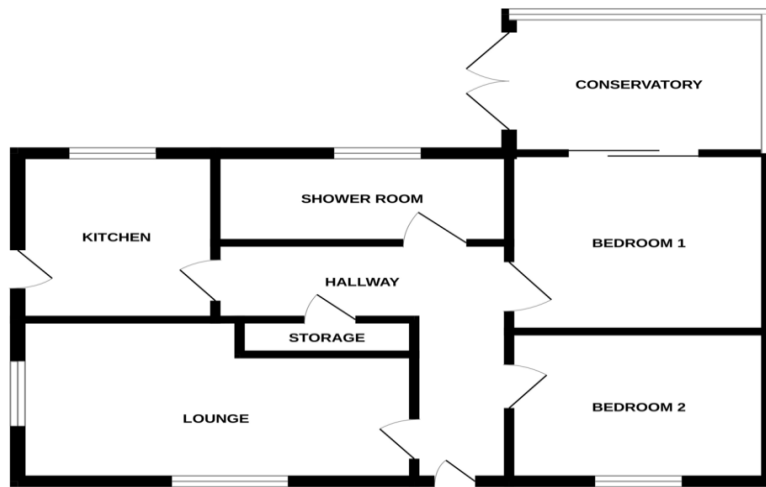 CONSERVATORY
SHOWER ROOM
KITCHEN
BEDROOM 1
HALLWAY
STORAGE
BEDROOM 2
LOUNGE